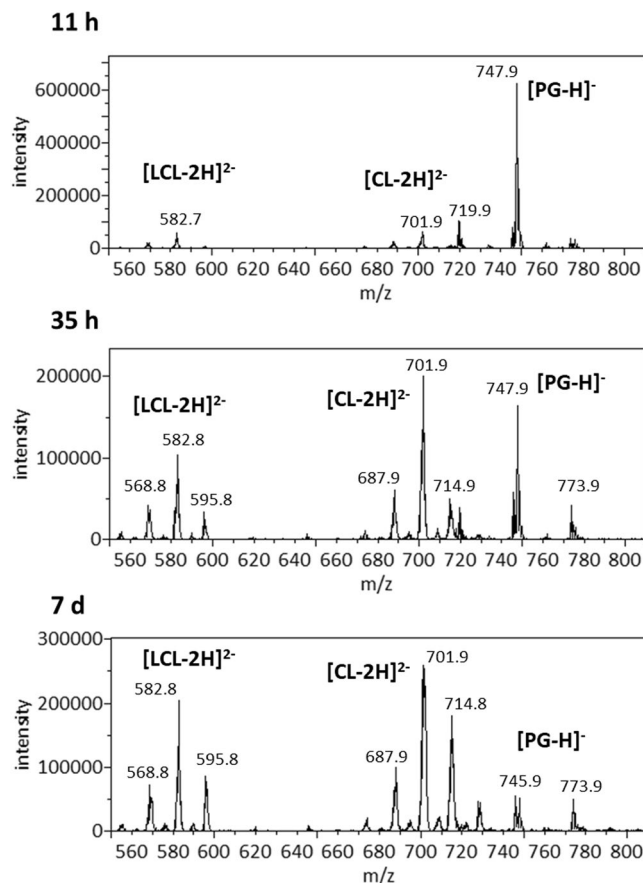 11 h
747.9
[PG-H]⁻
600000
400000
[LCL-2H]²⁻
[CL-2H]²⁻
200000
582.7
701.9
719.9
0
intensity
560 580 600 620 640 660 680 700 720 740 760 780 800
m/z
35 h
701.9
200000
[LCL-2H]²⁻
[CL-2H]²⁻
747.9
[PG-H]⁻
582.8
100000
568.8
595.8
687.9
714.9
773.9
0
intensity
560 580 600 620 640 660 680 700 720 740 760 780 800
m/z
7 d
300000
[LCL-2H]²⁻
[CL-2H]²⁻
701.9
582.8
714.8
200000
[PG-H]⁻
100000
568.8
595.8
687.9
745.9
773.9
0
intensity
560 580 600 620 640 660 680 700 720 740 760 780 800
m/z